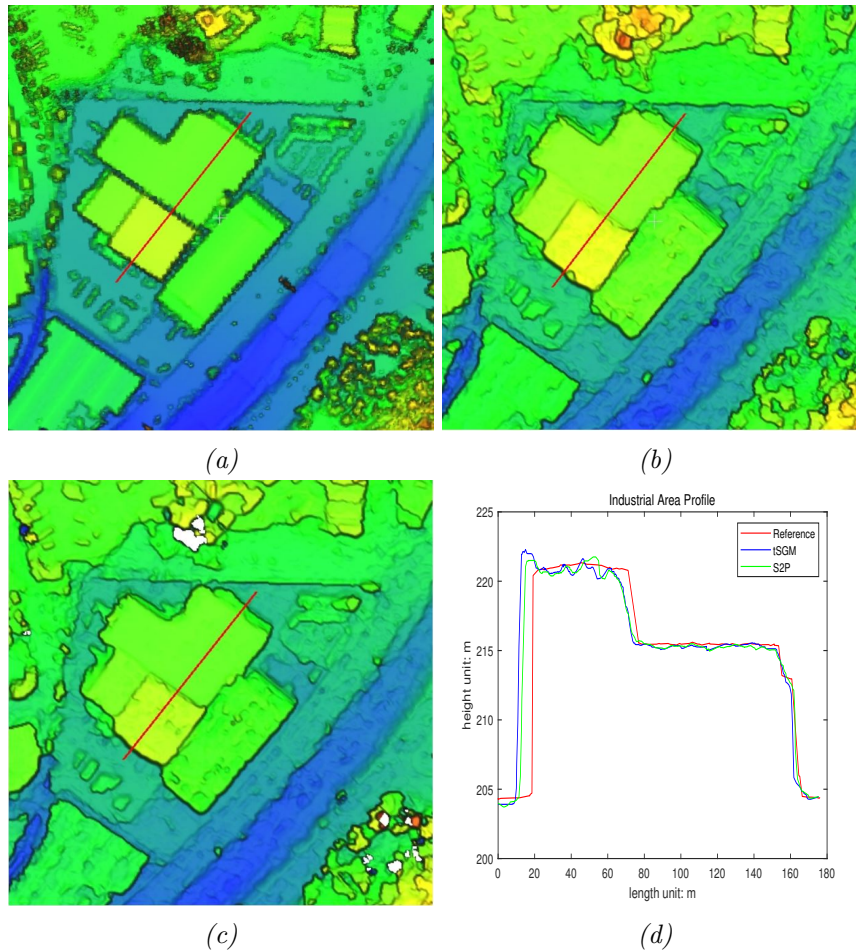 (a)
(b)
(c)
Industrial Area Profile
Reference
tSGM
S2P
height unit: m
225
220
215
210
205
200
0 20 40 60 80 100 120 140 160 180
length unit: m
(d)